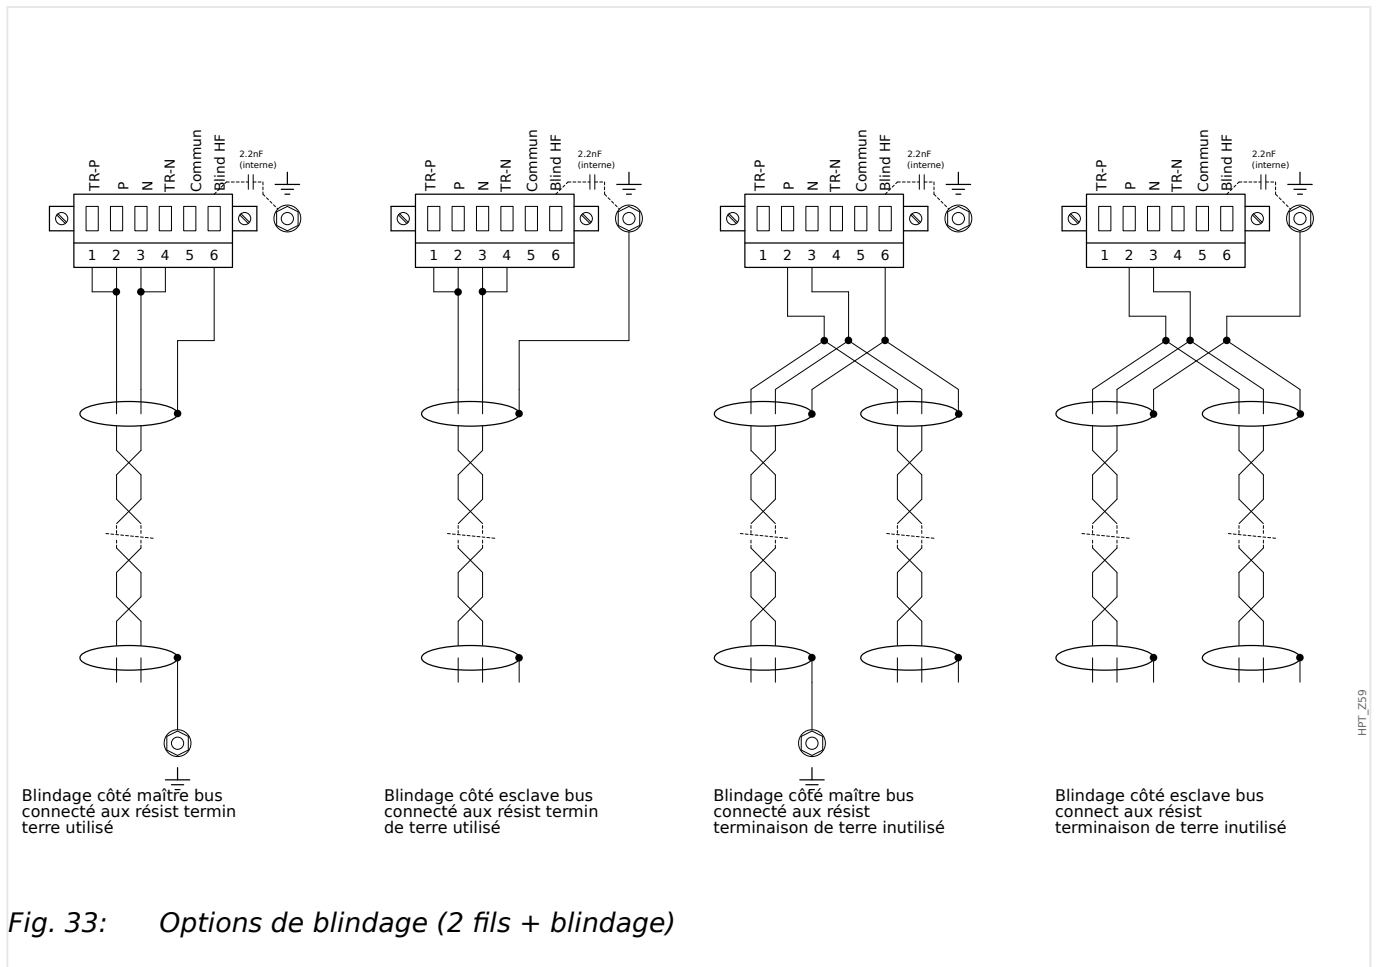 TR-P
P
N
TR-N
Commun
Blind HF
2.2nF
(interne)
1 2 3 4 5 6
TR-P
P
N
TR-N
Commun
Blind HF
2.2nF
(interne)
1 2 3 4 5 6
TR-P
P
N
TR-N
Commun
Blind HF
2.2nF
(interne)
1 2 3 4 5 6
TR-P
P
N
TR-N
Commun
Blind HF
2.2nF
(interne)
1 2 3 4 5 6
HPT_Z59
Blindage côté maître bus
connecté aux résist termin
terre utilisé
Blindage côté esclave bus
connecté aux résist termin
de terre utilisé
Blindage côté maître bus
connecté aux résist
terminaison de terre inutilisé
Blindage côté esclave bus
connect aux résist
terminaison de terre inutilisé
Fig. 33: Options de blindage (2 fils + blindage)